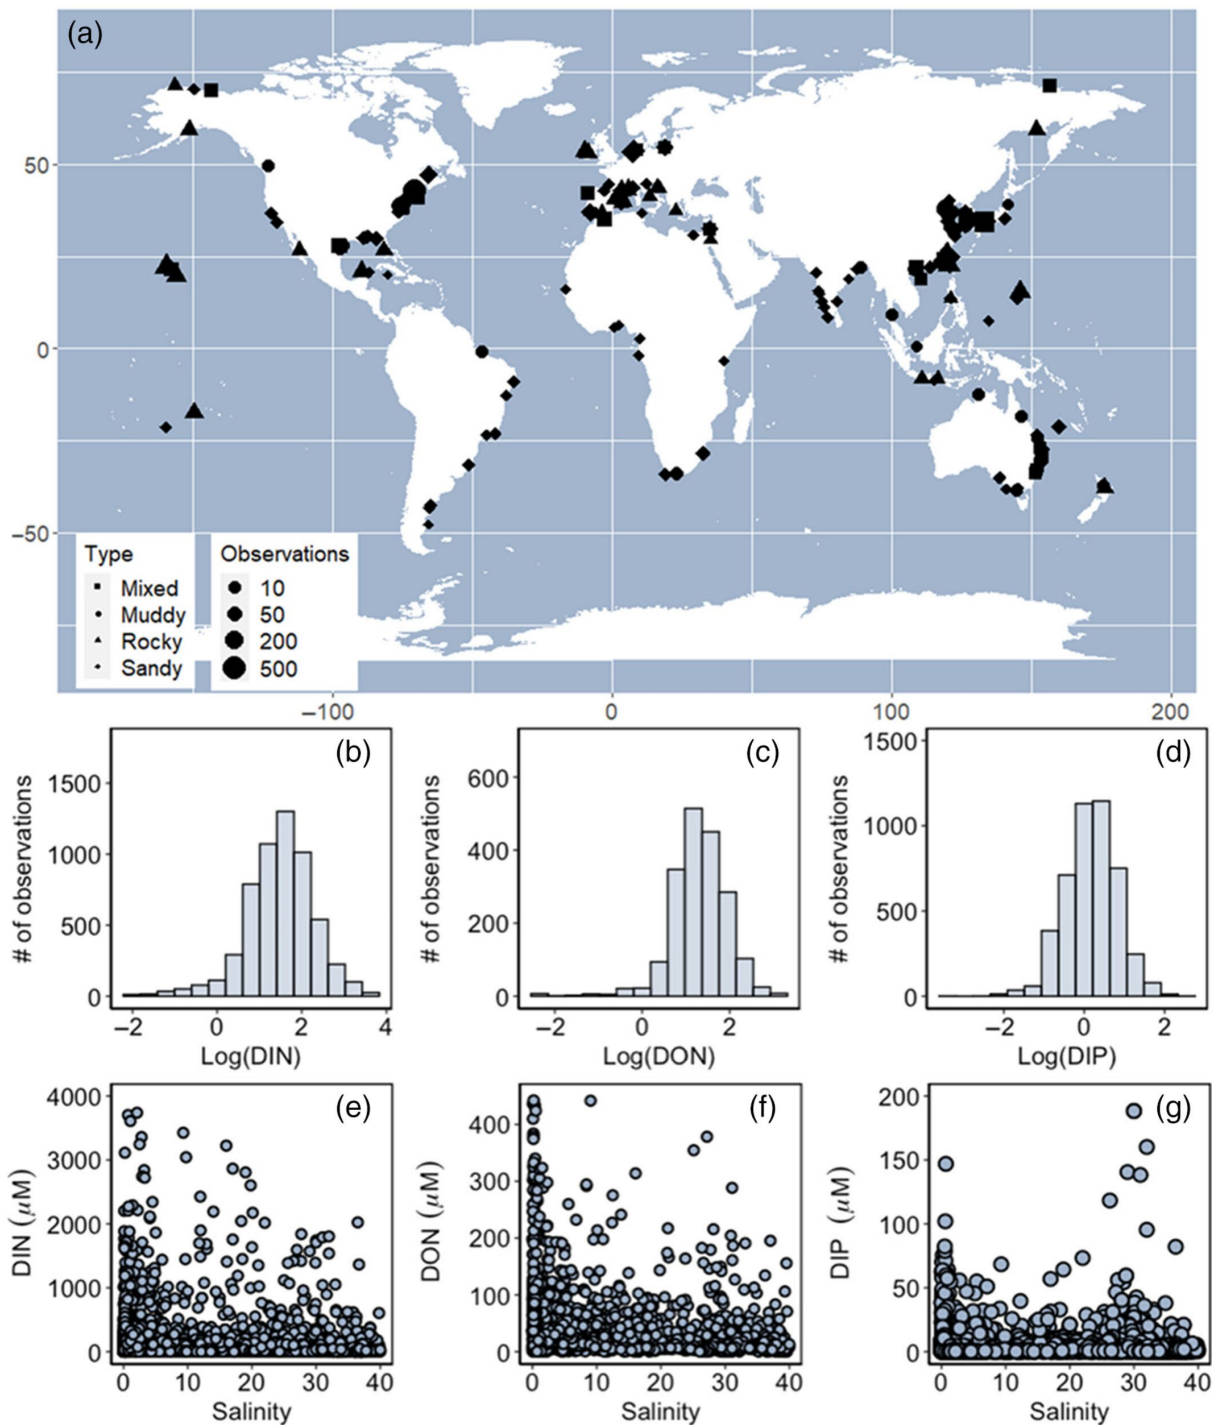 (a)
50
0
−50
Type
Mixed
Muddy
Rocky
Sandy
Observations
10
50
200
500
−100 0 100 200
(b) (c) (d)
# of observations
1500
1000
500
0
−2 0 2 4
Log(DIN)
# of observations
600
400
200
0
−2 0 2
Log(DON)
# of observations
1500
1000
500
0
−2 0 2
Log(DIP)
(e) (f) (g)
DIN (μM)
4000
3000
2000
1000
0
0 10 20 30 40
Salinity
DON (μM)
400
300
200
100
0
0 10 20 30 40
Salinity
DIP (μM)
200
150
100
50
0
0 10 20 30 40
Salinity